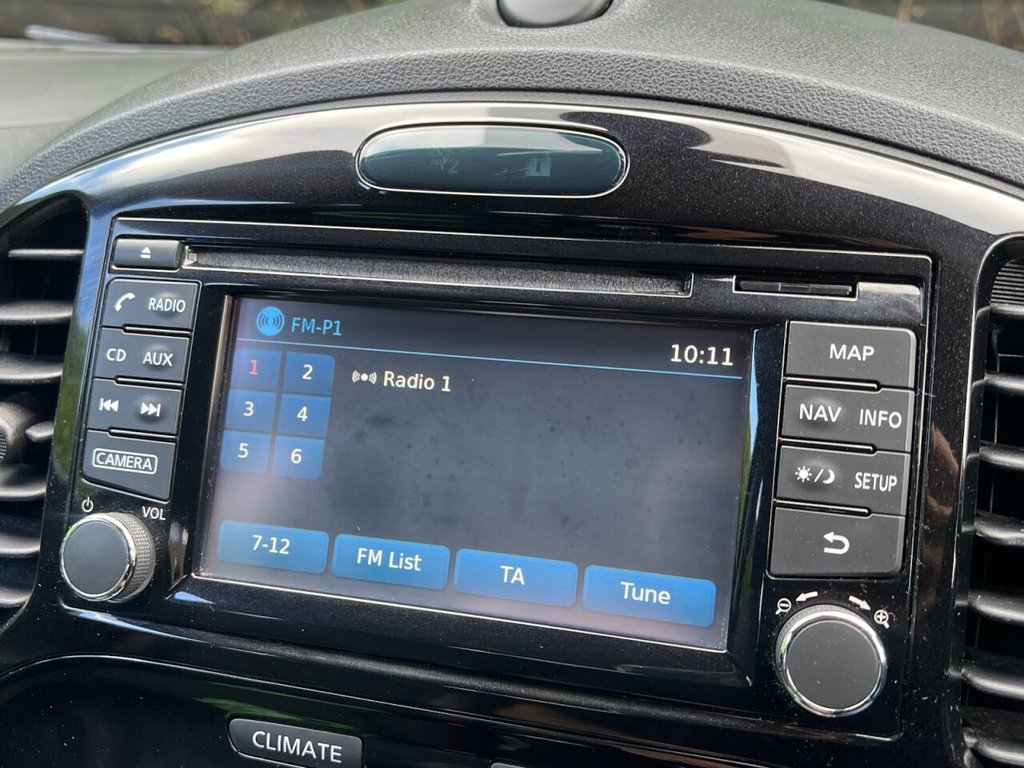 FM-P1
10:11
RADIO
MAP
1 2
Radio 1
CD AUX
3 4
NAV INFO
5 6
CAMERA
SETUP
VOL
7-12 FM List TA Tune
CLIMATE